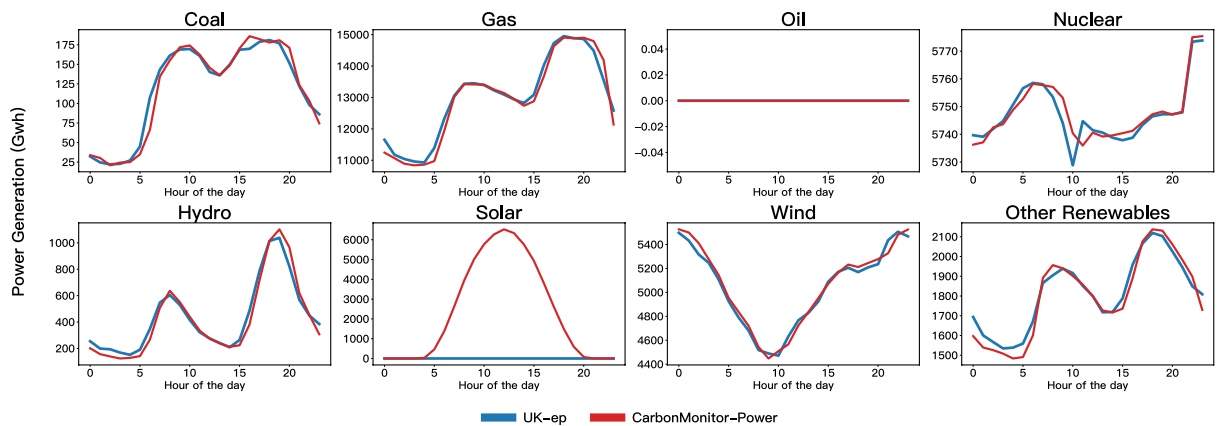 Coal
Gas
Oil
Nuclear
Power Generation (Gwh)
175
150
125
100
75
50
25
0 5 10 15 20
Hour of the day
15000
14000
13000
12000
11000
0 5 10 15 20
Hour of the day
0.04
0.02
0.00
−0.02
−0.04
0 5 10 15 20
Hour of the day
5770
5760
5750
5740
5730
0 5 10 15 20
Hour of the day
Hydro
Solar
Wind
Other Renewables
1000
800
600
400
200
0 5 10 15 20
Hour of the day
6000
5000
4000
3000
2000
1000
0
0 5 10 15 20
Hour of the day
5400
5200
5000
4800
4600
4400
0 5 10 15 20
Hour of the day
2100
2000
1900
1800
1700
1600
1500
0 5 10 15 20
Hour of the day
UK−ep CarbonMonitor−Power